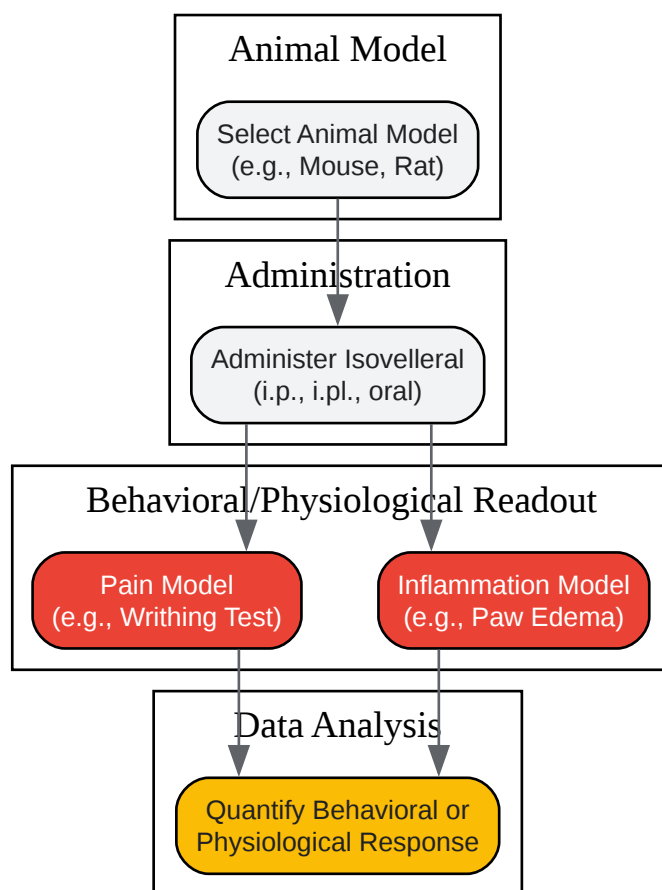 Animal Model
Select Animal Model
(e.g., Mouse, Rat)
Administration
Administer Isovelleral
(i.p., i.pl., oral)
Behavioral/Physiological Readout
Pain Model
(e.g., Writhing Test)
Inflammation Model
(e.g., Paw Edema)
Data Analysis
Quantify Behavioral or
Physiological Response